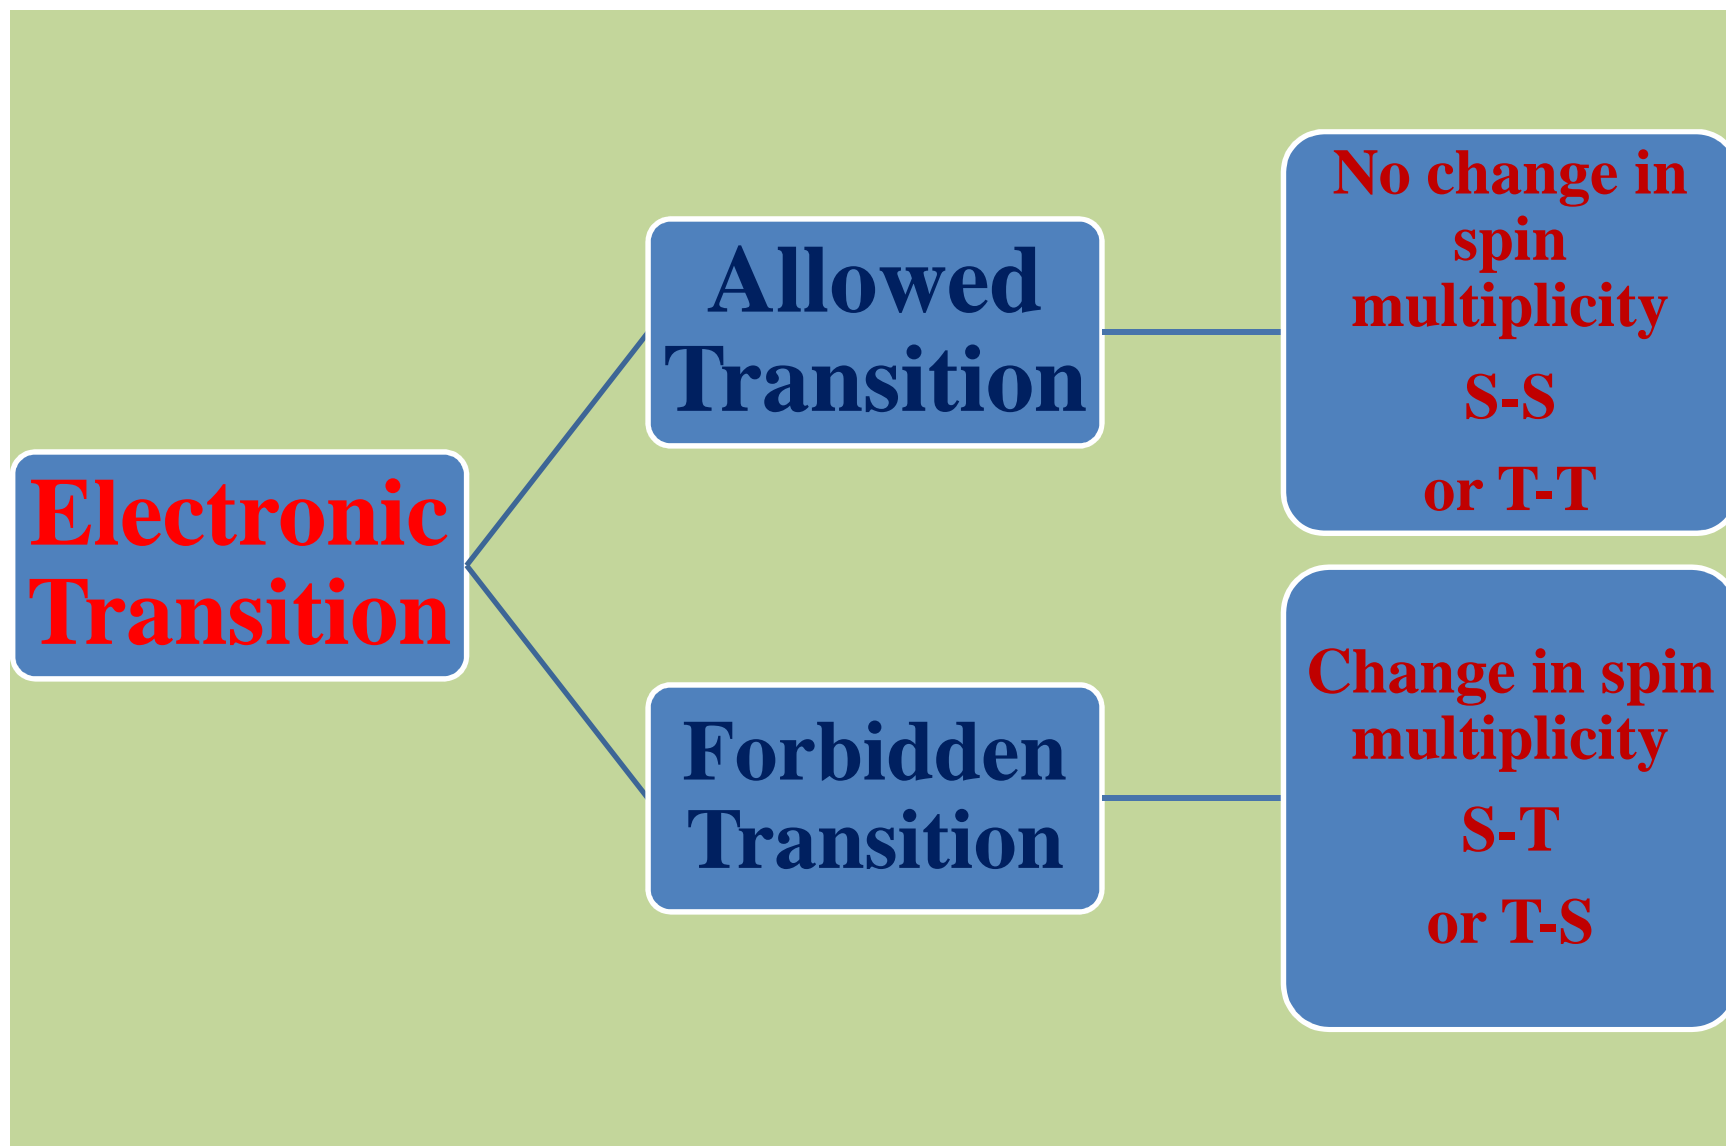 Electronic
Transition
Allowed
Transition
No change in
spin
multiplicity
S-S
or T-T
Forbidden
Transition
Change in spin
multiplicity
S-T
or T-S